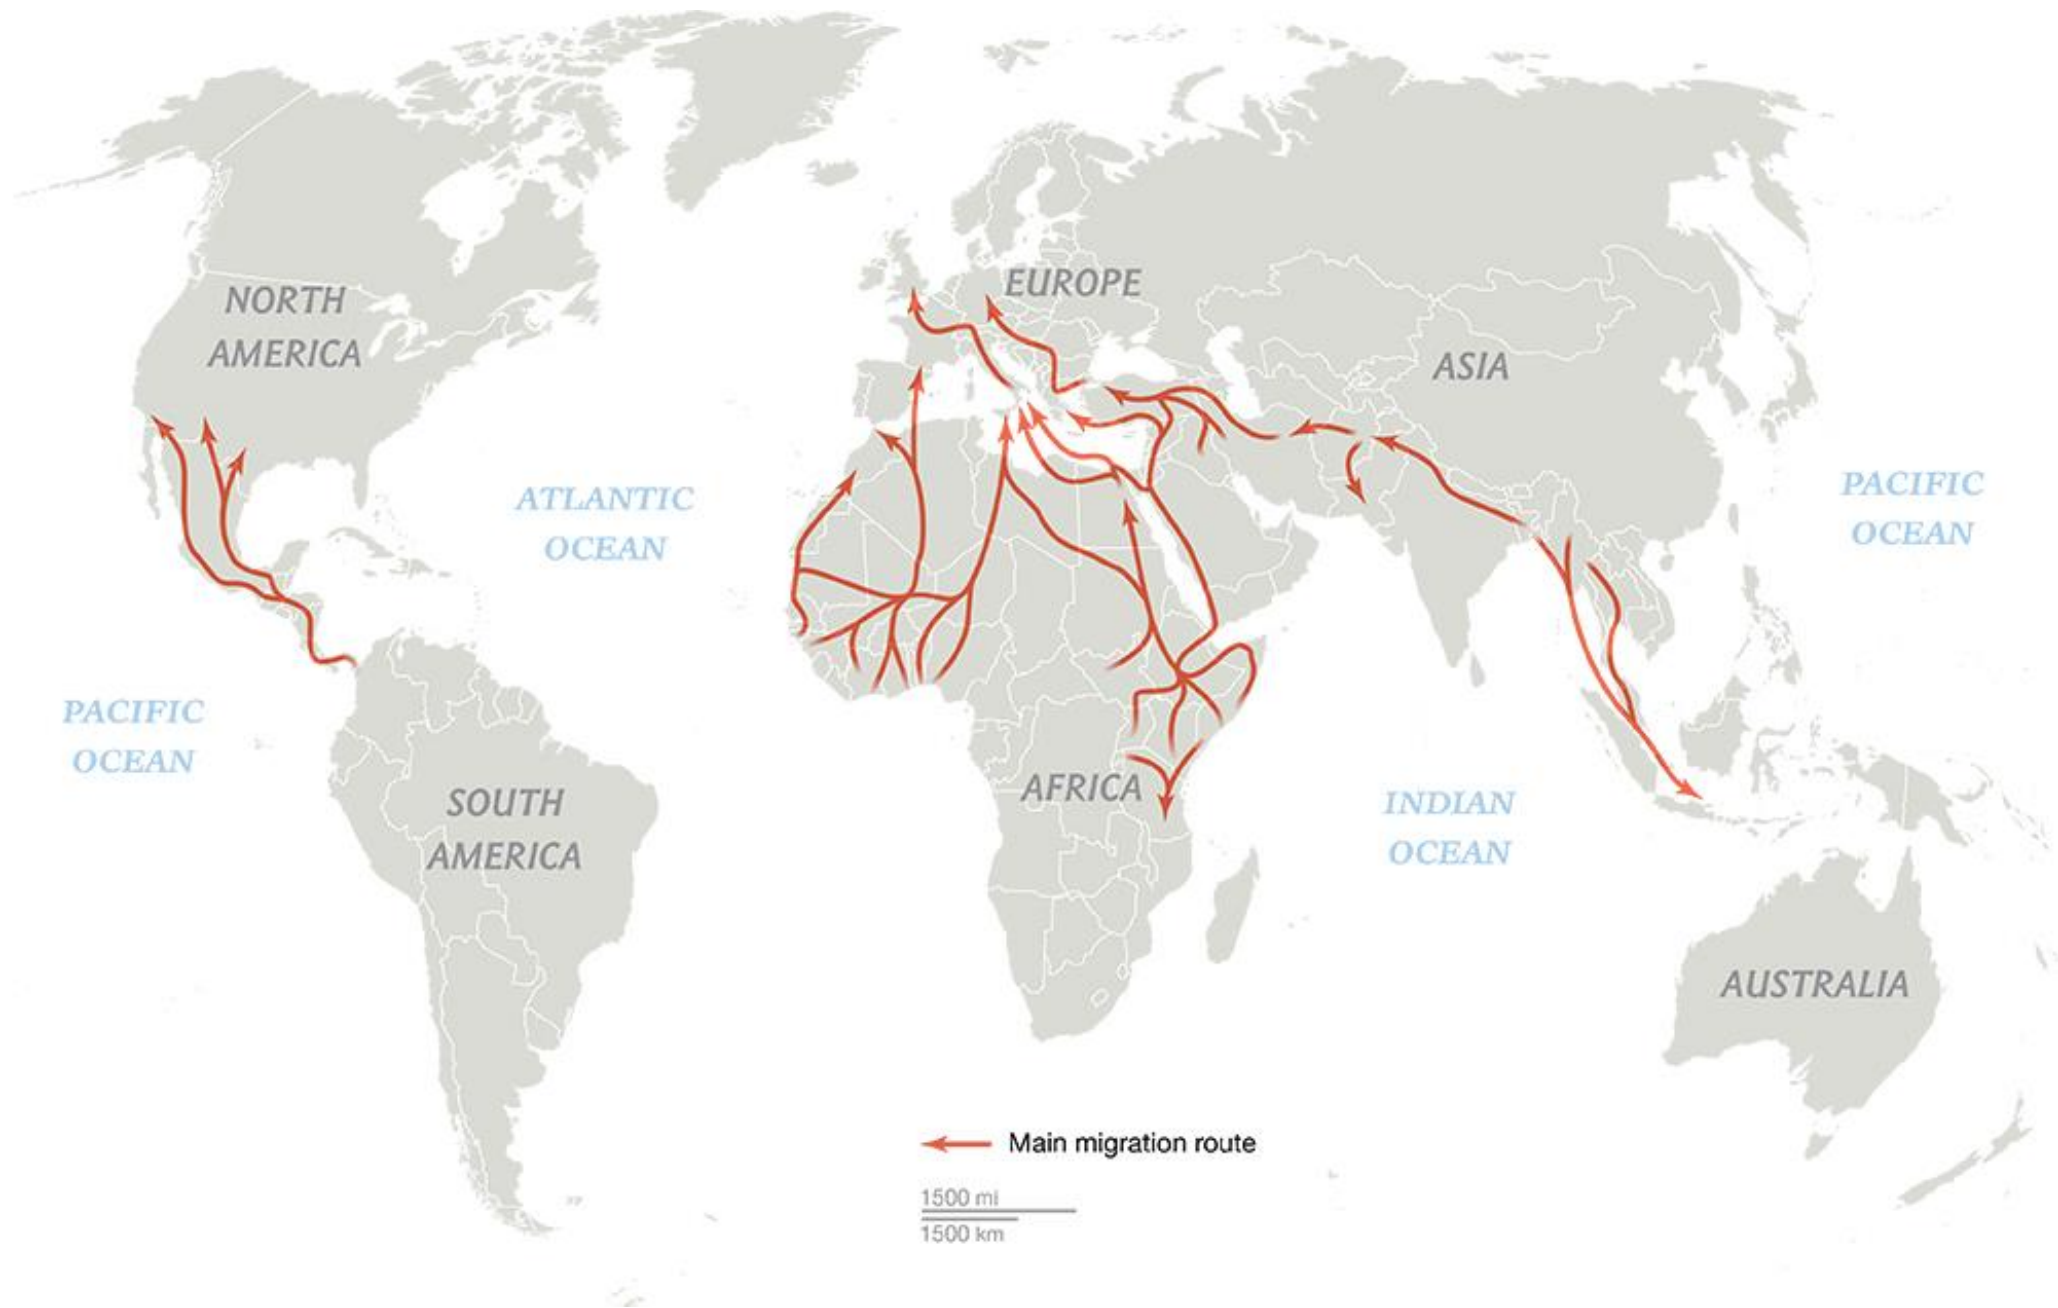 EUROPE
NORTH
AMERICA
ASIA
ATLANTIC
OCEAN
PACIFIC
OCEAN
PACIFIC
OCEAN
SOUTH
AMERICA
AFRICA
INDIAN
OCEAN
AUSTRALIA
Main migration route
1500 mi
1500 km